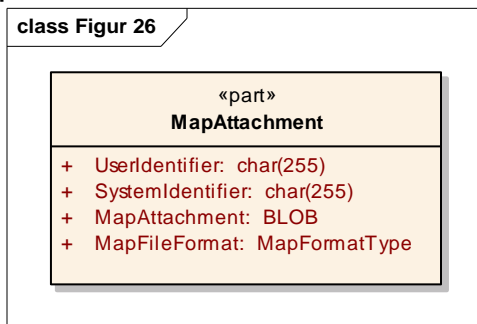 class Figur 26
«part»
MapAttachment
+ UserIdentifier: char(255)
+ SystemIdentifier: char(255)
+ MapAttachment: BLOB
+ MapFileFormat: MapFormatType